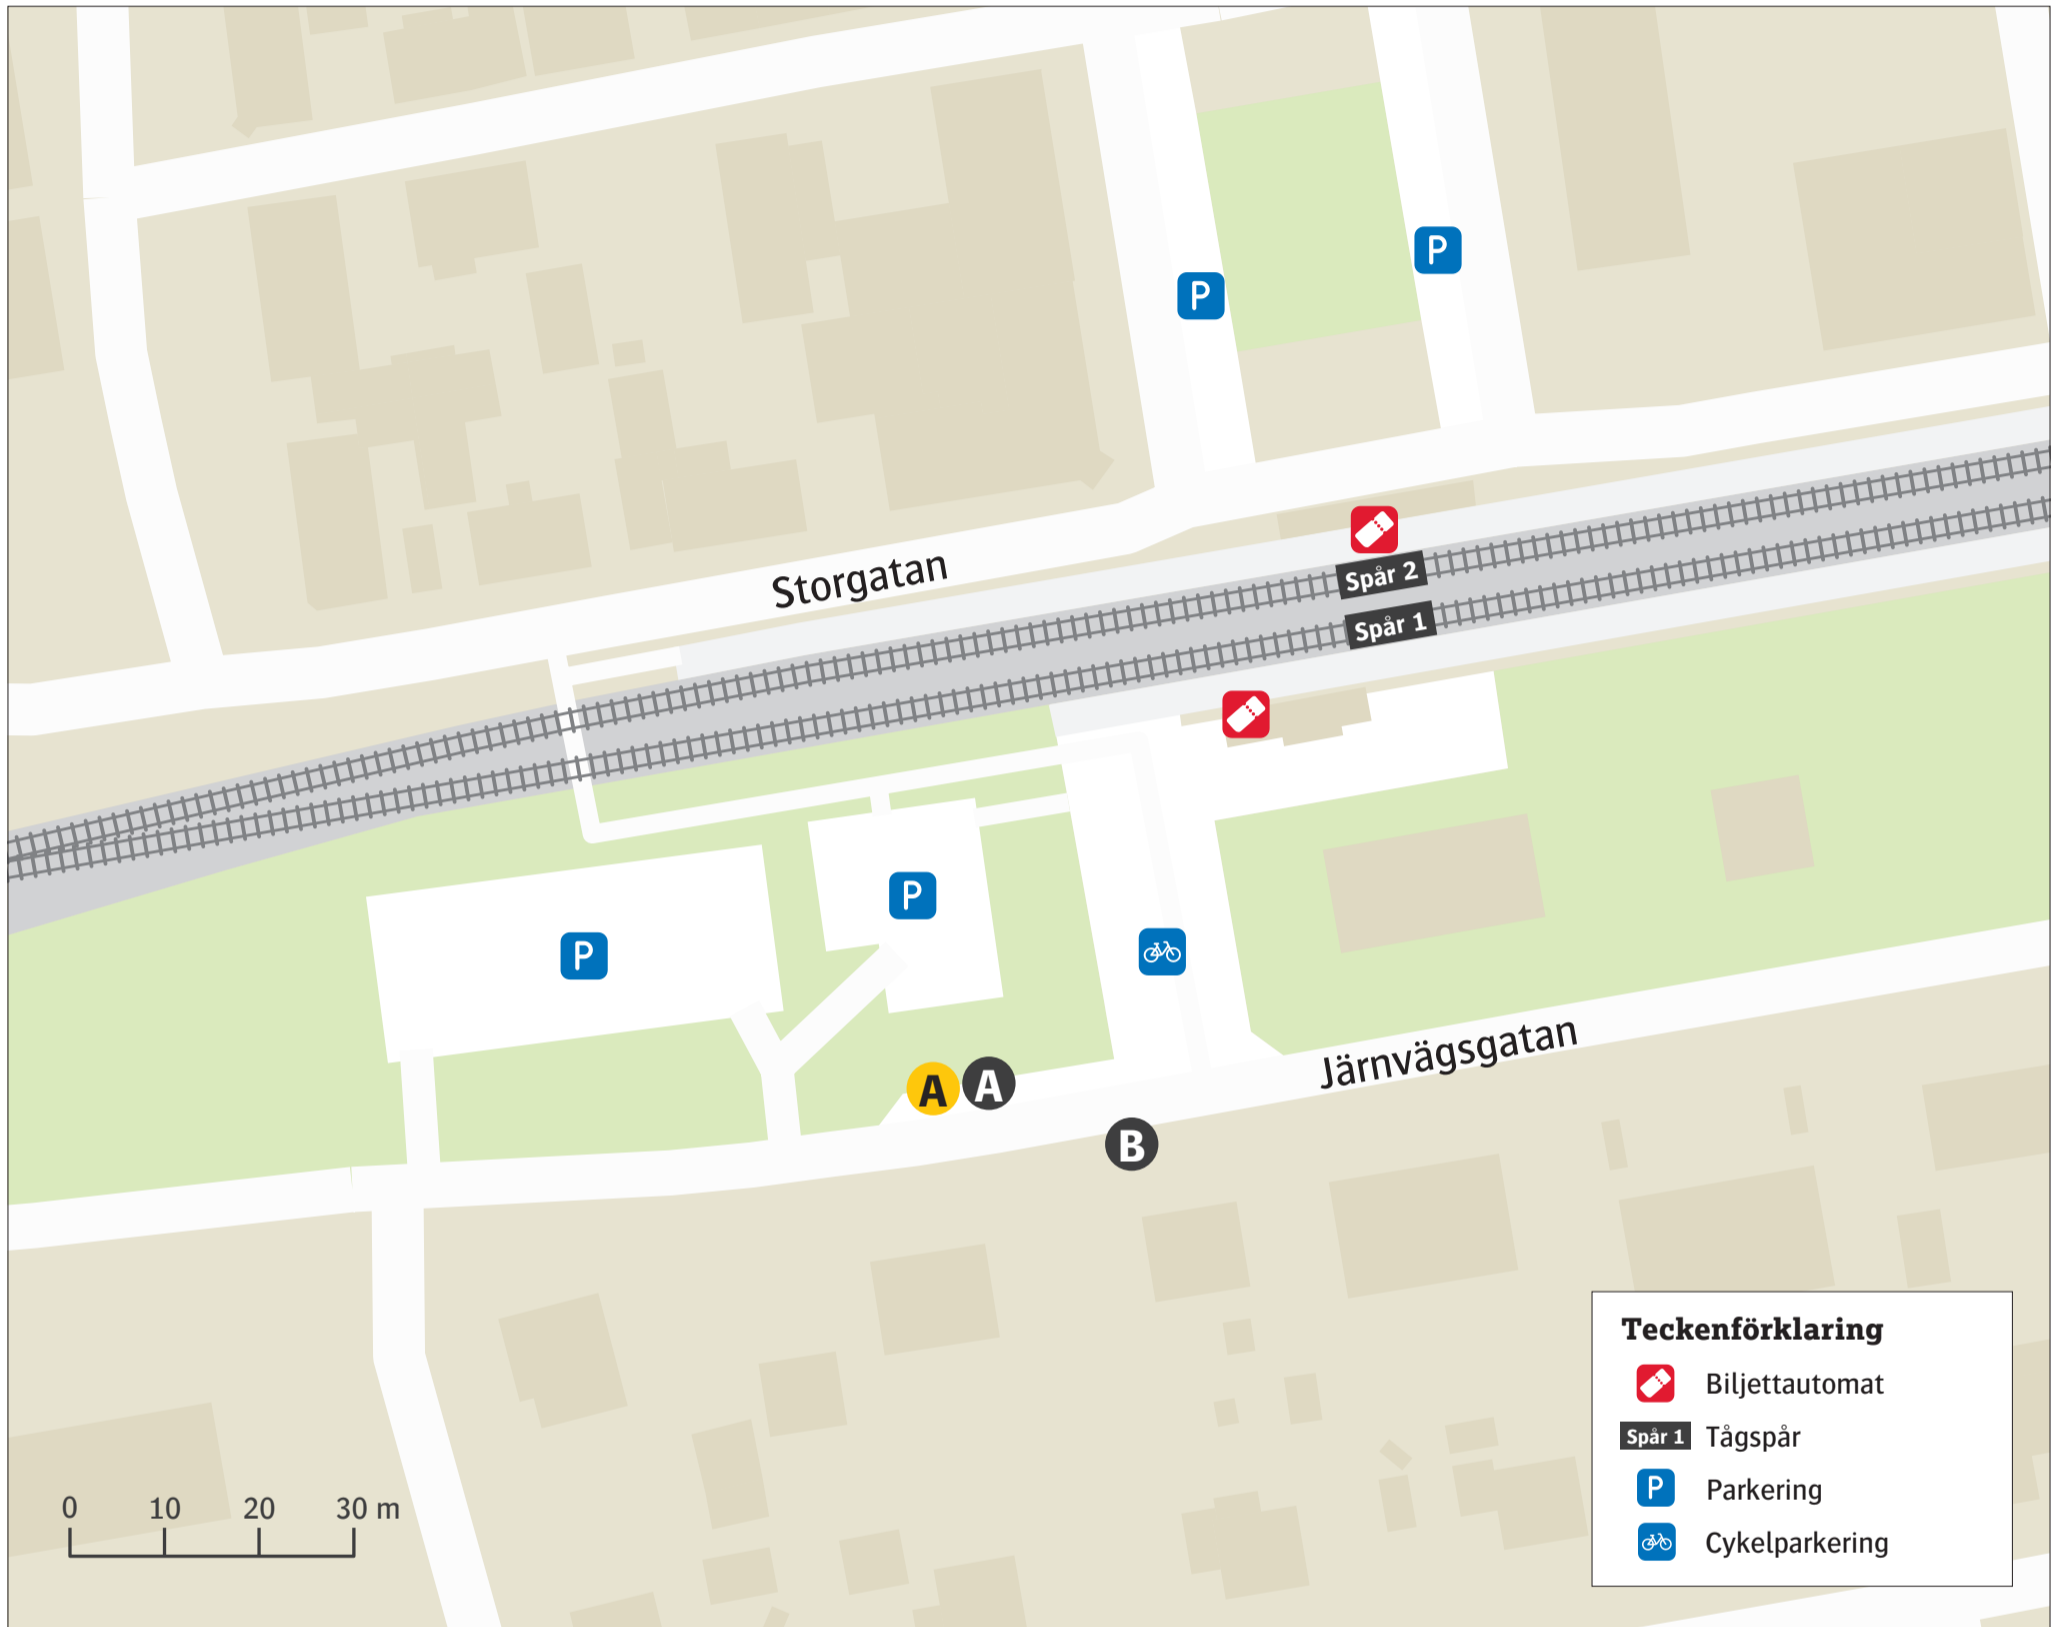 P
P
Storgatan
Spår 2
Spår 1
P
P
Järnvägsgatan
A
A
B
Teckenförklaring
Biljettautomat
Spår 1 Tågspår
P Parkering
Cykelparkering
0 10 20 30 m